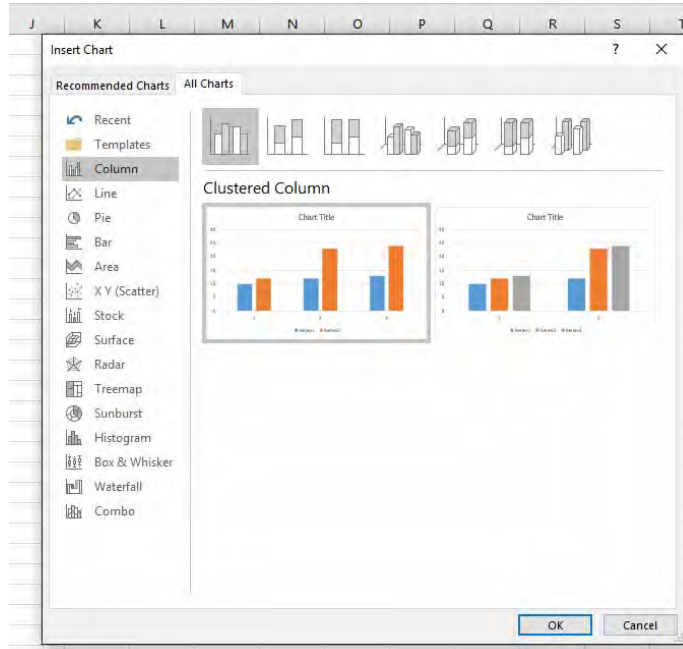 J K L M N O P Q R S
Insert Chart ? ×
Recommended Charts All Charts
Recent
Templates
Column
Line
Pie
Bar
Area
X Y (Scatter)
Stock
Surface
Radar
Treemap
Sunburst
Histogram
Box & Whisker
Waterfall
Combo
Clustered Column
Chart Title
Chart Title
OK Cancel